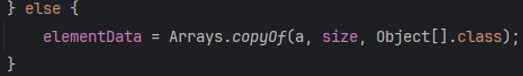 } else {
elementData = Arrays.copyOf(a, size, Object[].class);
}